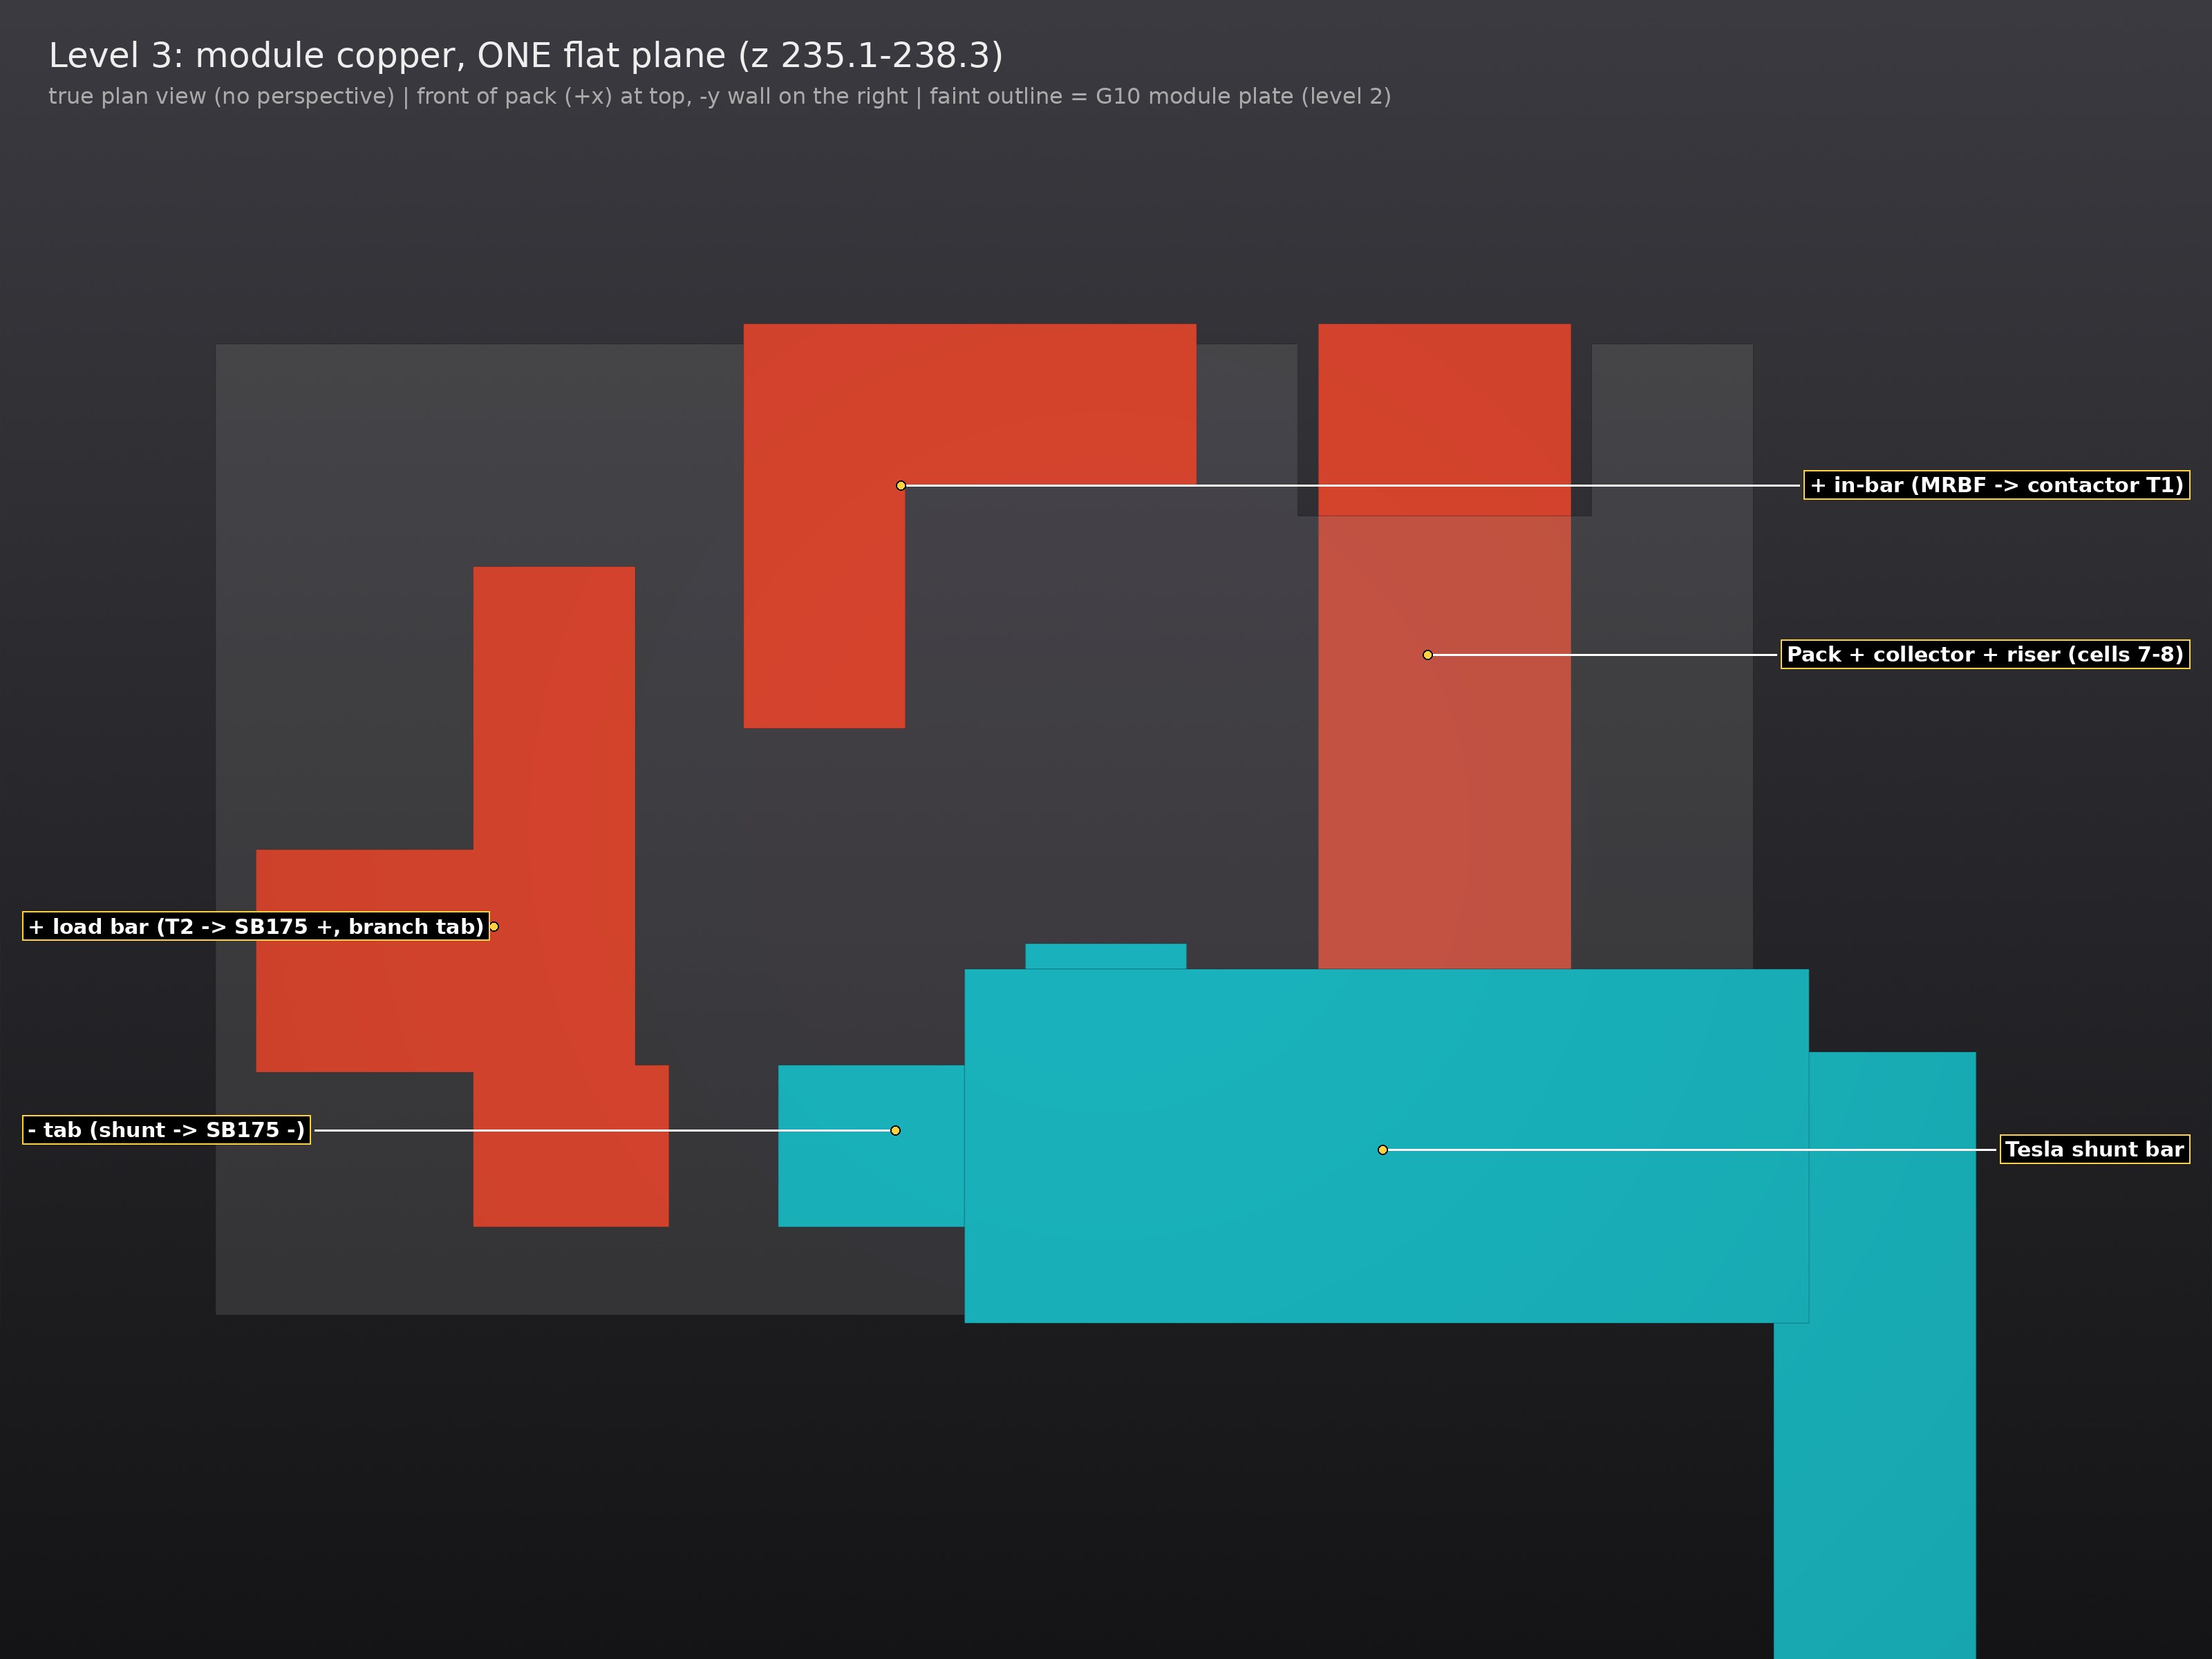 Level 3: module copper, ONE flat plane (z 235.1-238.3)
true plan view (no perspective) | front of pack (+x) at top, -y wall on the right | faint outline = G10 module plate (level 2)
+ in-bar (MRBF -> contactor T1)
Pack + collector + riser (cells 7-8)
+ load bar (T2 -> SB175 +, branch tab)
- tab (shunt -> SB175 -)
Tesla shunt bar